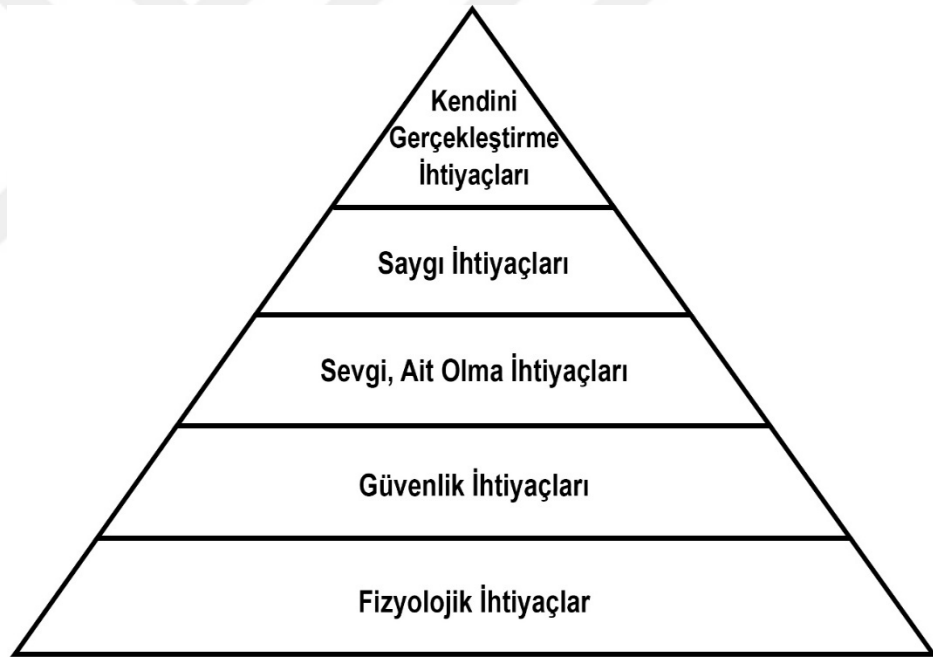 Kendini
Gerçekleştirme
İhtiyaçları
Saygı İhtiyaçları
Sevgi, Ait Olma İhtiyaçları
Güvenlik İhtiyaçları
Fizyolojik İhtiyaçlar